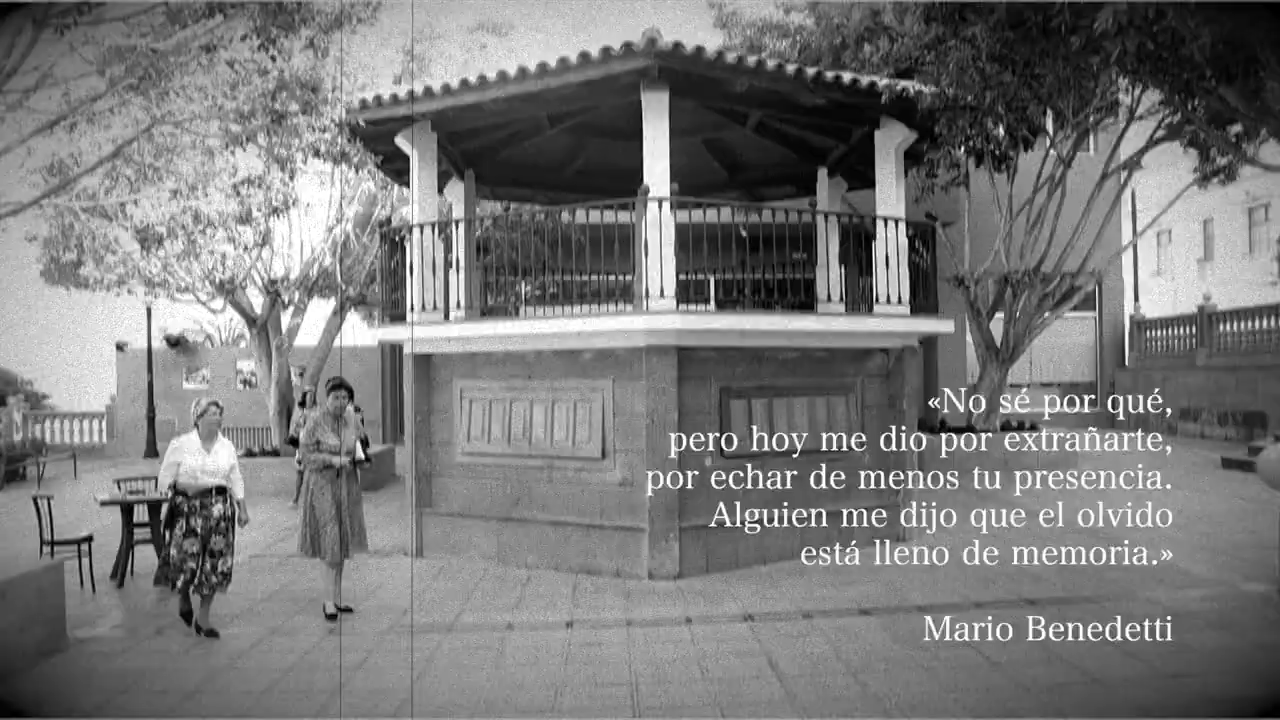 «No sé por qué,
pero hoy me dio por extrañarte,
por echar de menos tu presencia.
Alguien me dijo que el olvido
está lleno de memoria.»
Mario Benedetti